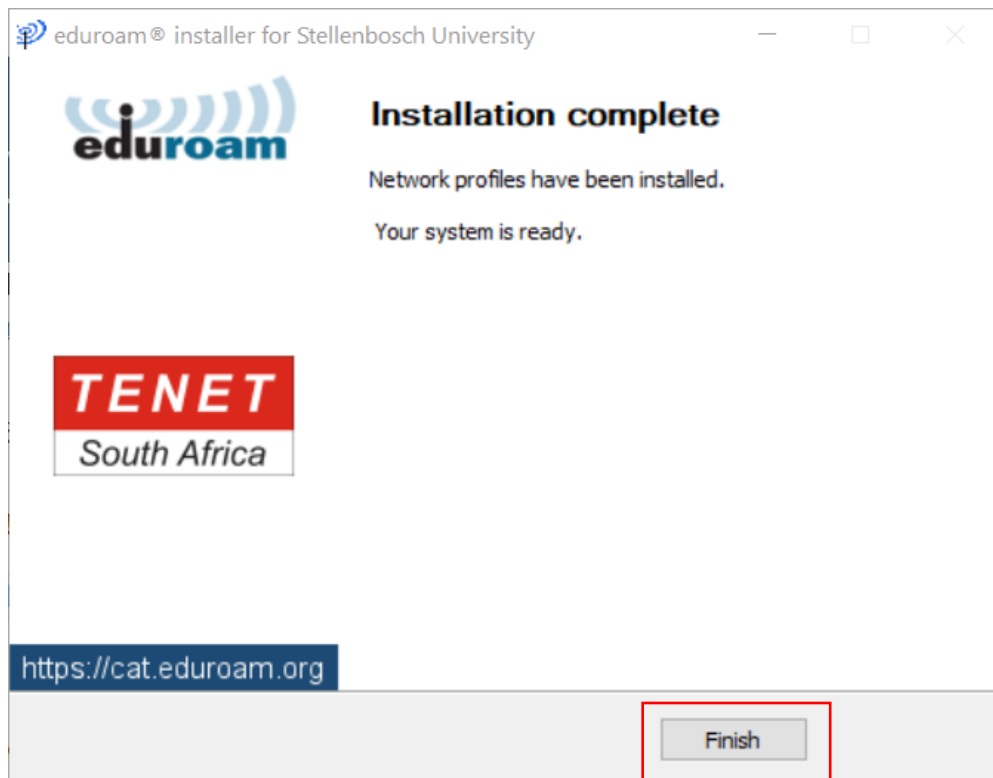 eduroam® installer for Stellenbosch University
eduroam
Installation complete
Network profiles have been installed.
Your system is ready.
TENET
South Africa
https://cat.eduroam.org
Finish